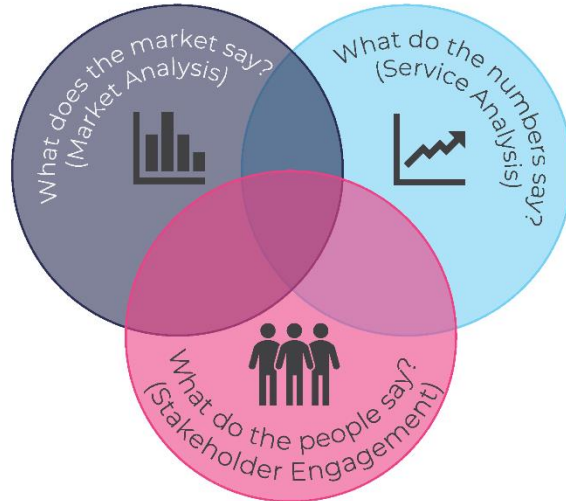 What does the market say?
(Market Analysis)
What do the numbers say?
(Service Analysis)
What do the people say?
(Stakeholder Engagement)